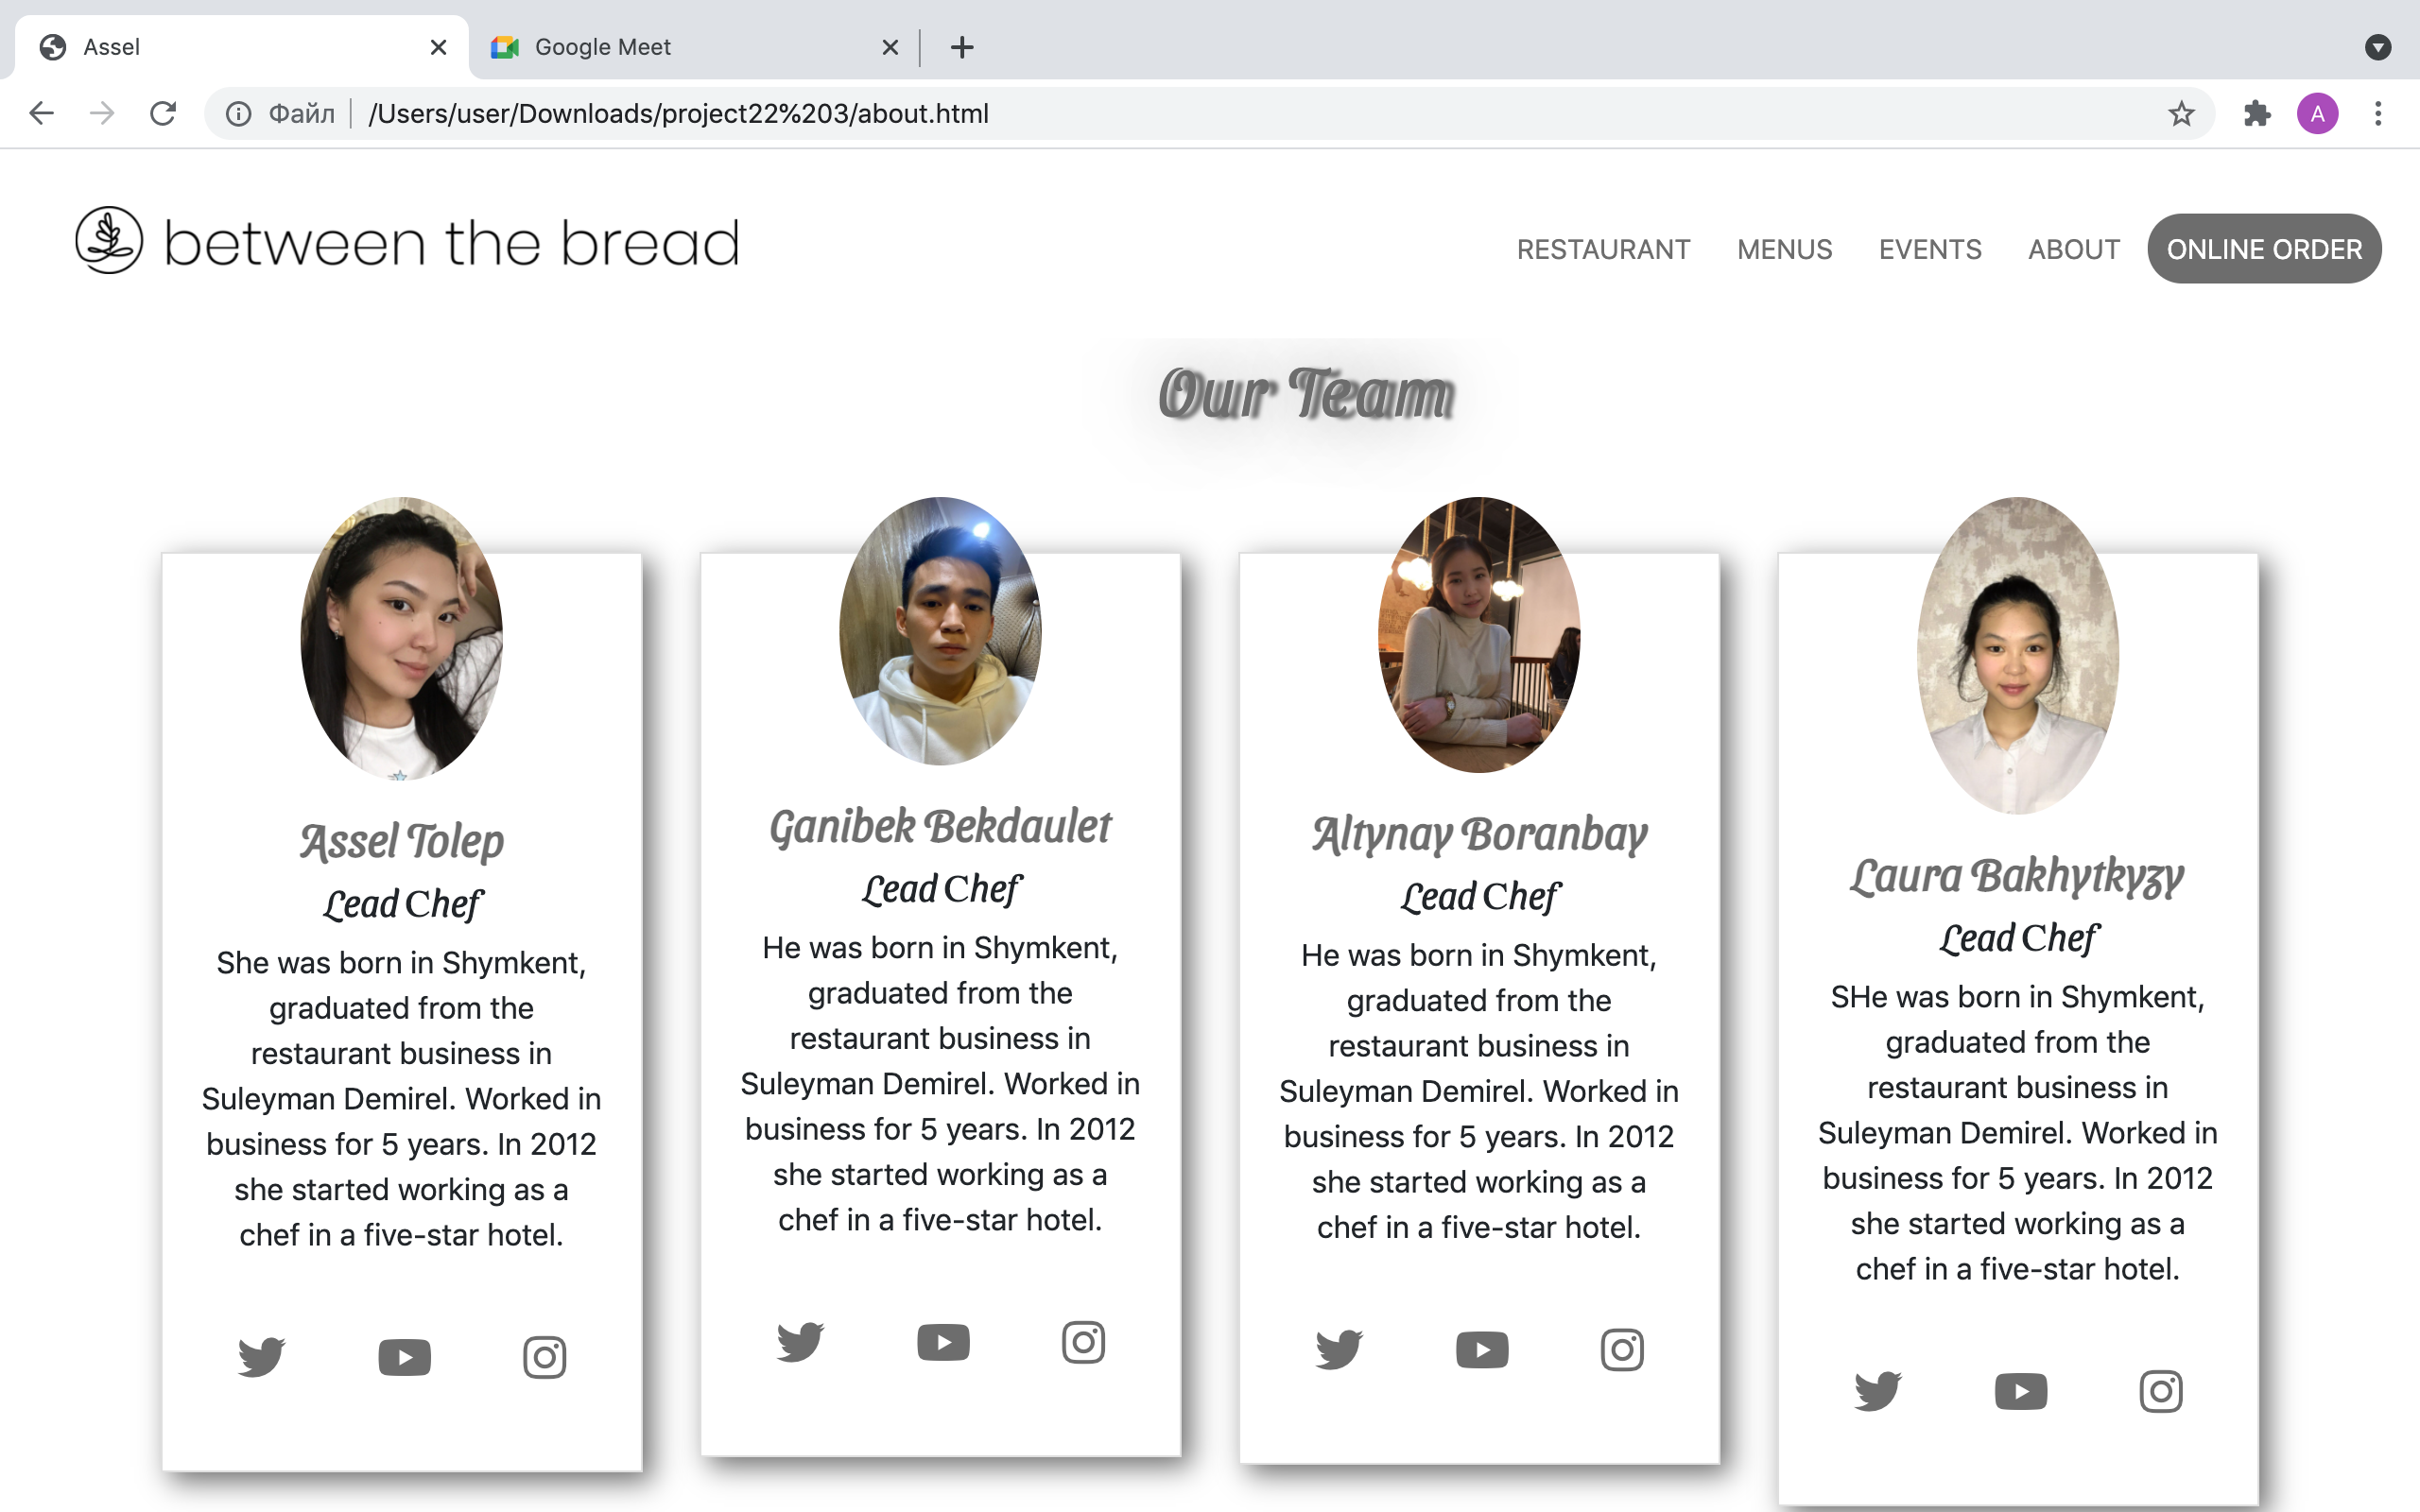 Assel
Google Meet
Файл
/Users/user/Downloads/project22%203/about.html
A
between the bread
RESTAURANT
MENUS
EVENTS
ABOUT
ONLINE ORDER
Our Team
Assel Tolep
Lead Chef
She was born in Shymkent,
graduated from the
restaurant business in
Suleyman Demirel. Worked in
business for 5 years. In 2012
she started working as a
chef in a five-star hotel.
Ganibek Bekdaulet
Lead Chef
He was born in Shymkent,
graduated from the
restaurant business in
Suleyman Demirel. Worked in
business for 5 years. In 2012
she started working as a
chef in a five-star hotel.
Altynay Boranbay
Lead Chef
He was born in Shymkent,
graduated from the
restaurant business in
Suleyman Demirel. Worked in
business for 5 years. In 2012
she started working as a
chef in a five-star hotel.
Laura Bakhytkyzy
Lead Chef
SHe was born in Shymkent,
graduated from the
restaurant business in
Suleyman Demirel. Worked in
business for 5 years. In 2012
she started working as a
chef in a five-star hotel.